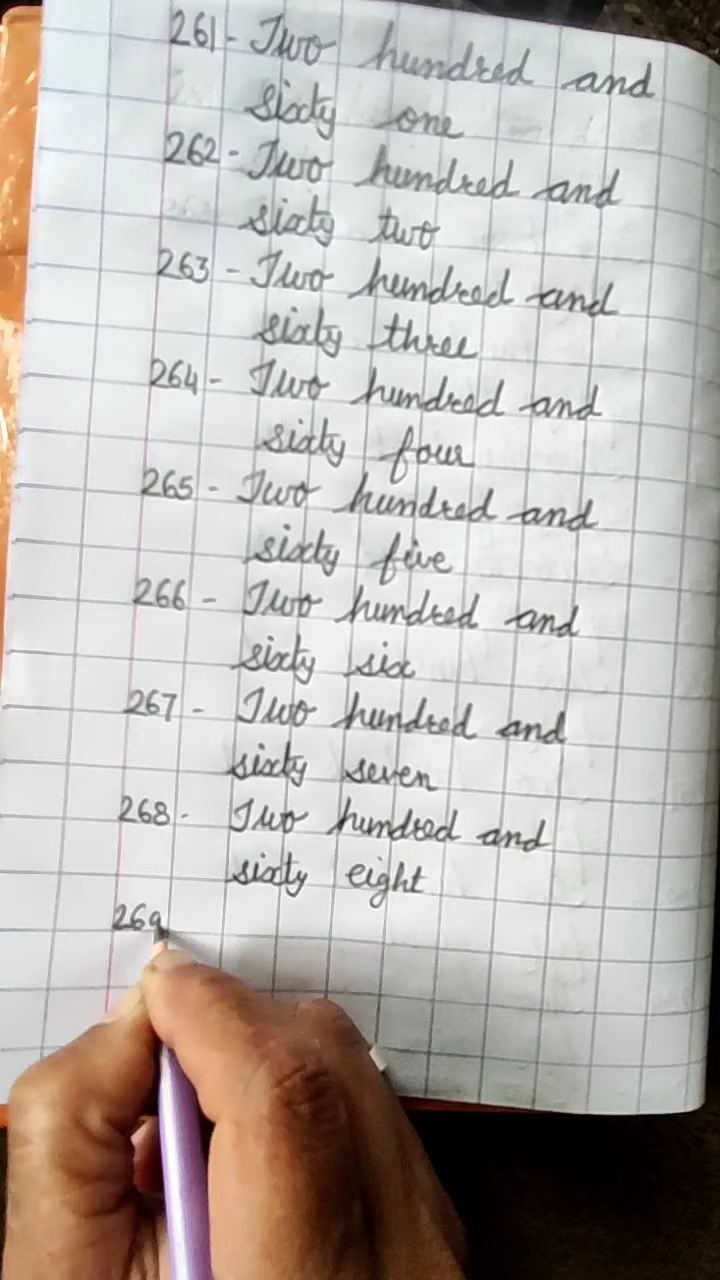 261 - Two hundred and
sixty one
262 - Two hundred and
sixty two
263 - Two hundred and
sixty three
264 - Two hundred and
sixty four
265 - Two hundred and
sixty five
266 - Two hundred and
sixty six
267 - Two hundred and
sixty seven
268 - Two hundred and
sixty eight
269